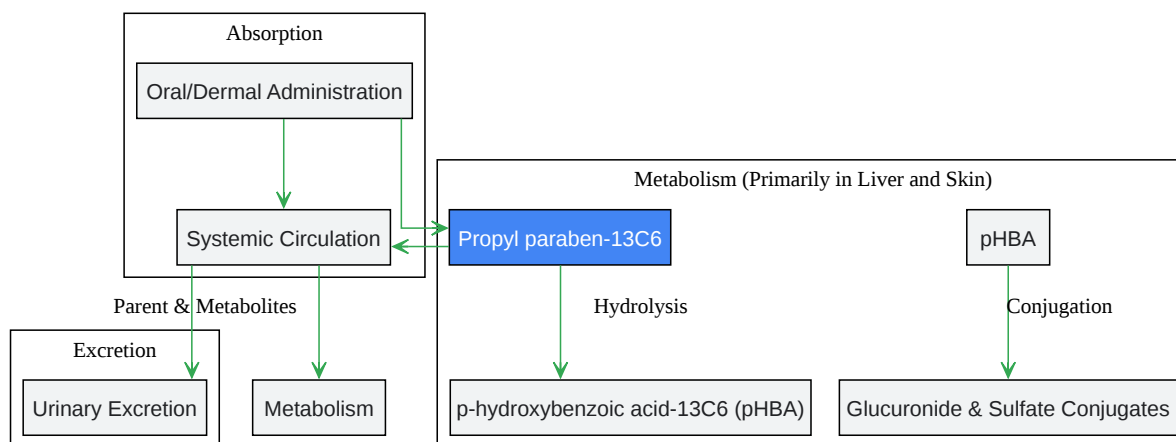 Absorption
Oral/Dermal Administration
Metabolism (Primarily in Liver and Skin)
Systemic Circulation
Propyl paraben-13C6
pHBA
Parent & Metabolites
Hydrolysis
Conjugation
Excretion
Urinary Excretion
Metabolism
p-hydroxybenzoic acid-13C6 (pHBA)
Glucuronide & Sulfate Conjugates